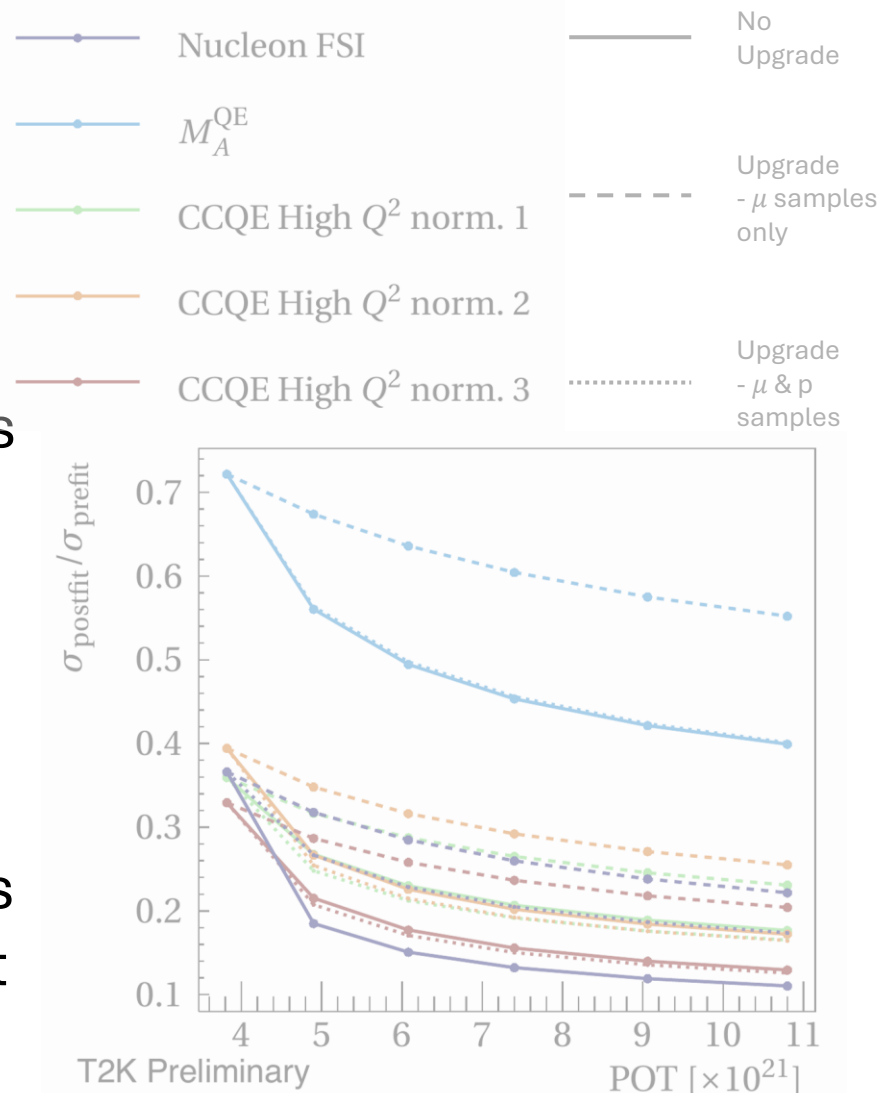 Nucleon FSI
M_A^QE
CCQE High Q² norm. 1
CCQE High Q² norm. 2
CCQE High Q² norm. 3
No
Upgrade
Upgrade
- μ samples
only
Upgrade
- μ & p
samples
s
s
t
σpostfit/σprefit
0.7
0.6
0.5
0.4
0.3
0.2
0.1
4 5 6 7 8 9 10 11
T2K Preliminary
POT [×10²¹]